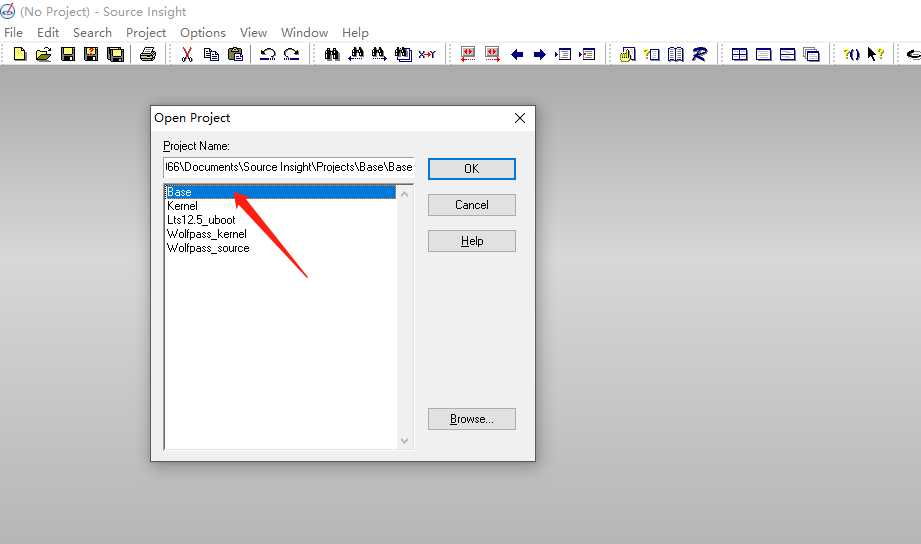 (No Project) - Source Insight
File Edit Search Project Options View Window Help
Open Project
Project Name:
66\Documents\Source Insight\Projects\Base\Base
OK
Base
Kernel
Lts12.5_uboot
Wolfpass_kernel
Wolfpass_source
Cancel
Help
Browse...